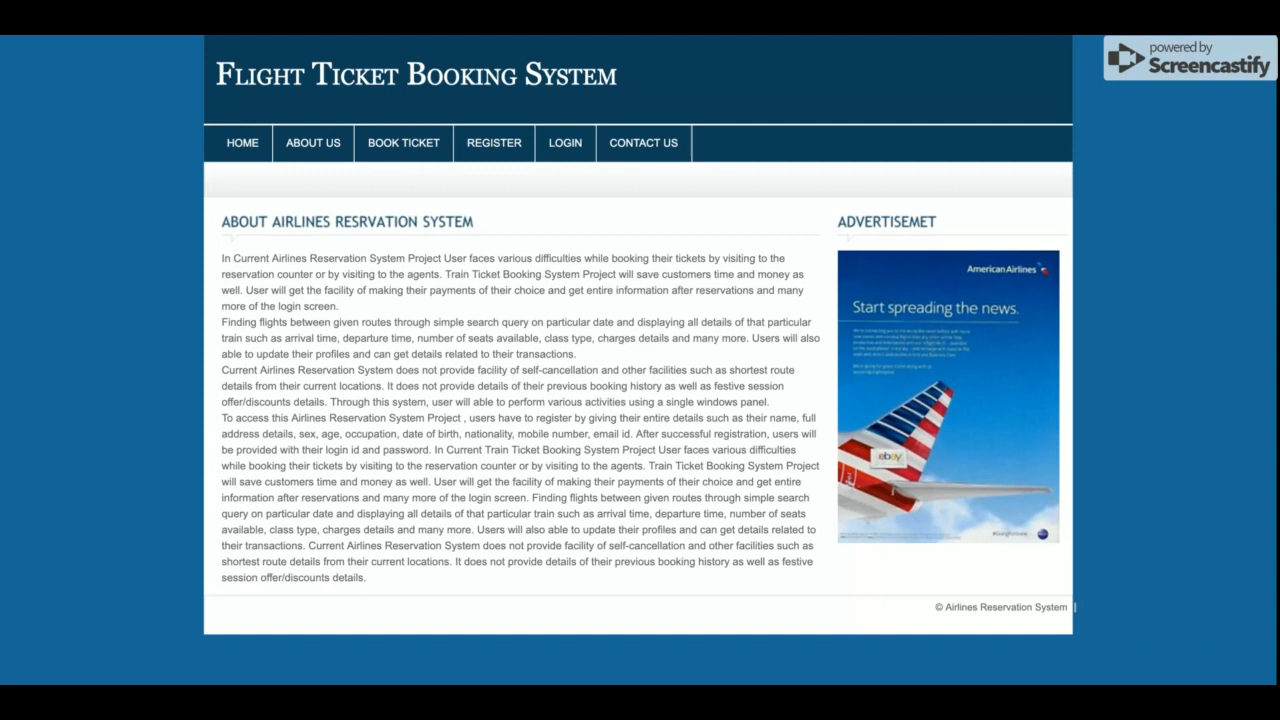 powered by
Screencastify
FLIGHT TICKET BOOKING SYSTEM
HOME
ABOUT US
BOOK TICKET
REGISTER
LOGIN
CONTACT US
ABOUT AIRLINES RESRVATION SYSTEM
In Current Airlines Reservation System Project User faces various difficulties while booking their tickets by visiting to the
reservation counter or by visiting to the agents. Train Ticket Booking System Project will save customers time and money as
well. User will get the facility of making their payments of their choice and get entire information after reservations and many
more of the login screen.
Finding flights between given routes through simple search query on particular date and displaying all details of that particular
train such as arrival time, departure time, number of seats available, class type, charges details and many more. Users will also
able to update their profiles and can get details related to their transactions.
Current Airlines Reservation System does not provide facility of self-cancellation and other facilities such as shortest route
details from their current locations. It does not provide details of their previous booking history as well as festive session
offer/discounts details. Through this system, user will able to perform various activities using a single windows panel.
To access this Airlines Reservation System Project , users have to register by giving their entire details such as their name, full
address details, sex, age, occupation, date of birth, nationality, mobile number, email id. After successful registration, users will
be provided with their login id and password. In Current Train Ticket Booking System Project User faces various difficulties
while booking their tickets by visiting to the reservation counter or by visiting to the agents. Train Ticket Booking System Project
will save customers time and money as well. User will get the facility of making their payments of their choice and get entire
information after reservations and many more of the login screen. Finding flights between given routes through simple search
query on particular date and displaying all details of that particular train such as arrival time, departure time, number of seats
available, class type, charges details and many more. Users will also able to update their profiles and can get details related to
their transactions. Current Airlines Reservation System does not provide facility of self-cancellation and other facilities such as
shortest route details from their current locations. It does not provide details of their previous booking history as well as festive
session offer/discounts details.
ADVERTISEMET
American Airlines
Start spreading the news.
ebay
© Airlines Reservation System |